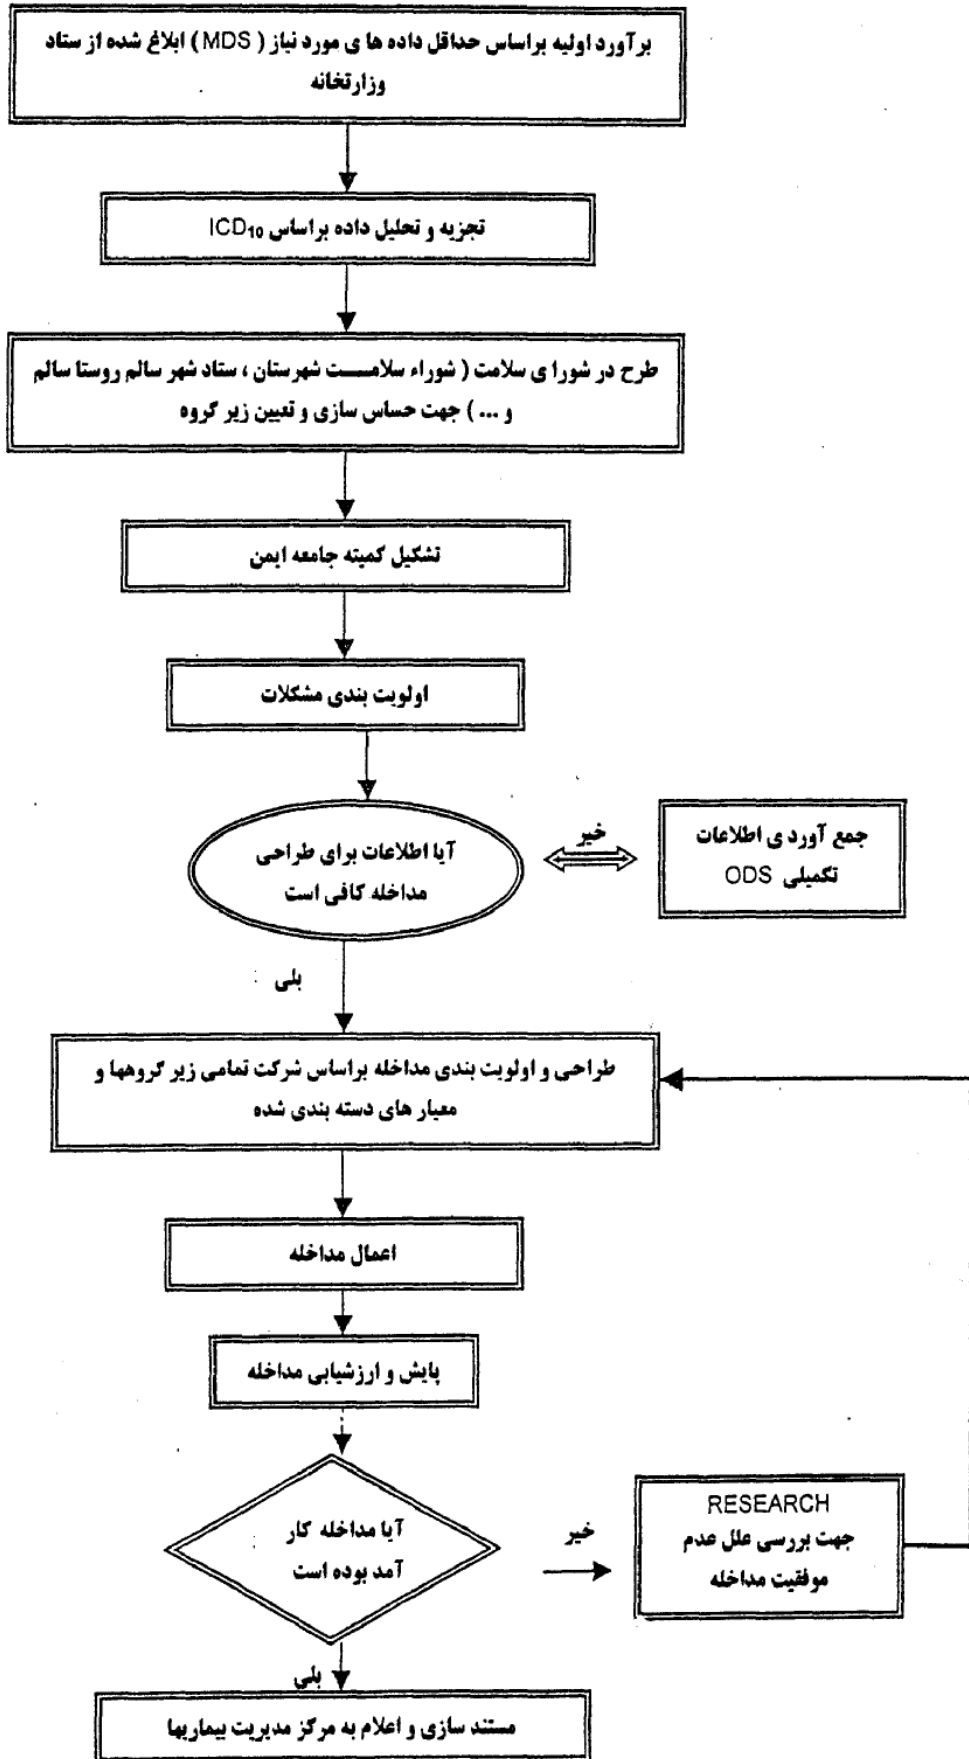 برآورد اولیه براساس حداقل داده ها ی مورد نیاز ( MDS ) ابلاغ شده از ستاد
وزارتخانه
تجزیه و تحلیل داده براساس ICD₁₀
طرح در شورا ی سلامت ( شوراء سلامت شهرستان ، ستاد شهر سالم روستا سالم
و ... ) جهت حساس سازی و تعیین زیر گروه
تشکیل کمیته جامعه ایمن
اولویت بندی مشکلات
آیا اطلاعات برای طراحی
مداخله کافی است
خیر
جمع آورد ی اطلاعات
تکمیلی ODS
بلی
طراحی و اولویت بندی مداخله براساس شرکت تمامی زیر گروهها و
معیار های دسته بندی شده
اعمال مداخله
پایش و ارزشیابی مداخله
آیا مداخله کار
آمد بوده است
خیر
RESEARCH
جهت بررسی علل عدم
موفقیت مداخله
بلی
مستند سازی و اعلام به مرکز مدیریت بیماریها